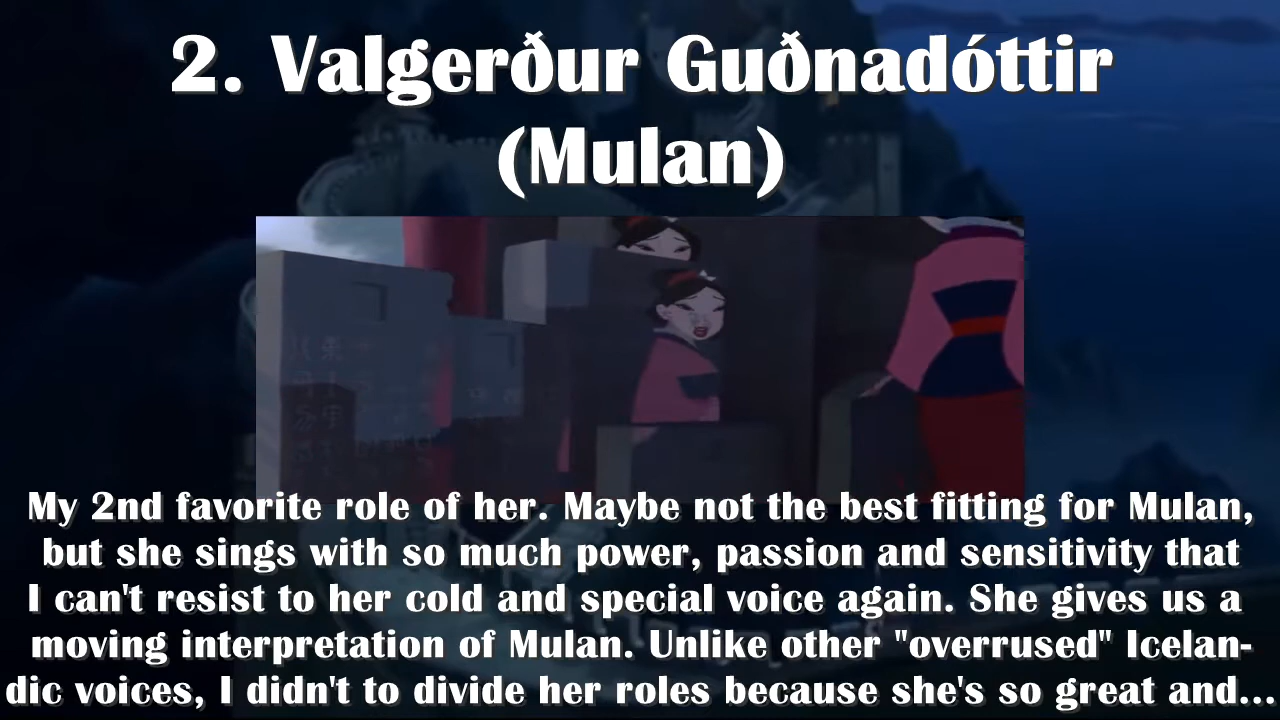 2. Valgerður Guðnadóttir
(Mulan)
My 2nd favorite role of her. Maybe not the best fitting for Mulan,
but she sings with so much power, passion and sensitivity that
I can't resist to her cold and special voice again. She gives us a
moving interpretation of Mulan. Unlike other "overrused" Icelan-
dic voices, I didn't to divide her roles because she's so great and...